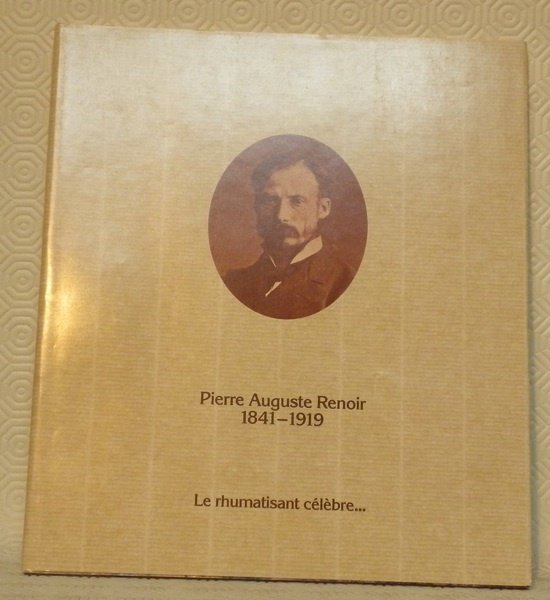 Pierre Auguste Renoir
1841–1919
Le rhumatisant célèbre...